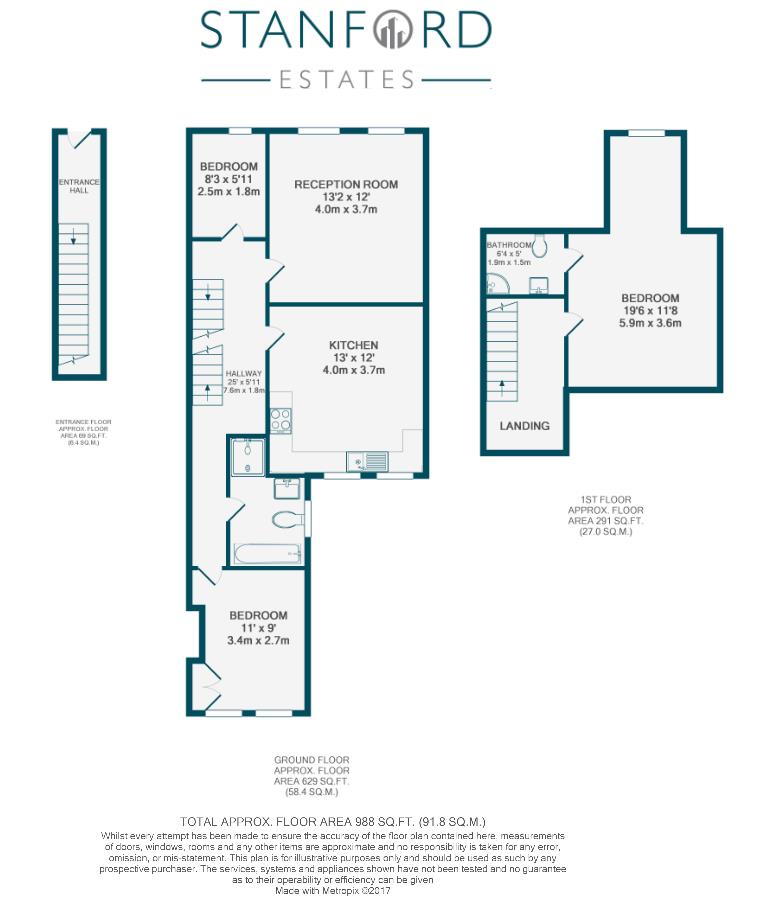 STANFORD
ESTATES
ENTRANCE
HALL
ENTRANCE FLOOR
APPROX. FLOOR
AREA 69 SQ.FT.
(6.4 SQ.M.)
BEDROOM
8'3 x 5'11
2.5m x 1.8m
RECEPTION ROOM
13'2 x 12'
4.0m x 3.7m
KITCHEN
13' x 12'
4.0m x 3.7m
HALLWAY
25' x 5'11
7.6m x 1.8m
BEDROOM
11' x 9'
3.4m x 2.7m
GROUND FLOOR
APPROX. FLOOR
AREA 629 SQ.FT.
(58.4 SQ.M.)
BATHROOM
6'4 x 5'
1.9m x 1.5m
BEDROOM
19'6 x 11'8
5.9m x 3.6m
LANDING
1ST FLOOR
APPROX. FLOOR
AREA 291 SQ.FT.
(27.0 SQ.M.)
TOTAL APPROX. FLOOR AREA 988 SQ.FT. (91.8 SQ.M.)
Whilst every attempt has been made to ensure the accuracy of the floor plan contained here, measurements
of doors, windows, rooms and any other items are approximate and no responsibility is taken for any error,
omission, or mis-statement. This plan is for illustrative purposes only and should be used as such by any
prospective purchaser. The services, systems and appliances shown have not been tested and no guarantee
as to their operability or efficiency can be given
Made with Metropix ©2017